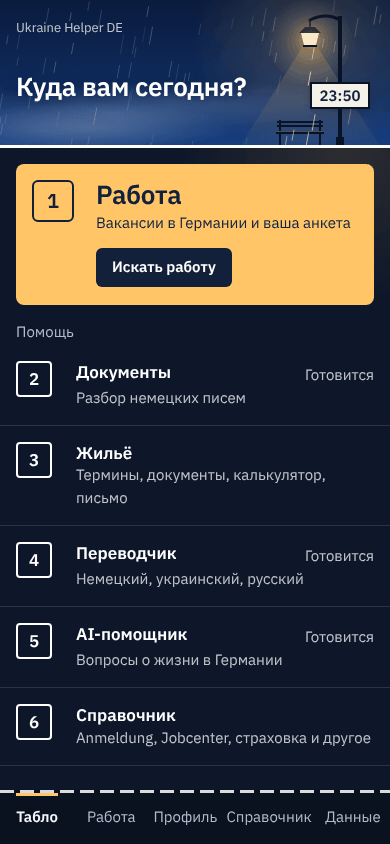 Ukraine Helper DE
Куда вам сегодня?
23:50
1
Работа
Вакансии в Германии и ваша анкета
Искать работу
Помощь
2
Документы
Готовится
Разбор немецких писем
3
Жильё
Термины, документы, калькулятор,
письмо
4
Переводчик
Готовится
Немецкий, украинский, русский
5
AI-помощник
Готовится
Вопросы о жизни в Германии
6
Справочник
Anmeldung, Jobcenter, страховка и другое
Табло Работа Профиль Справочник Данные